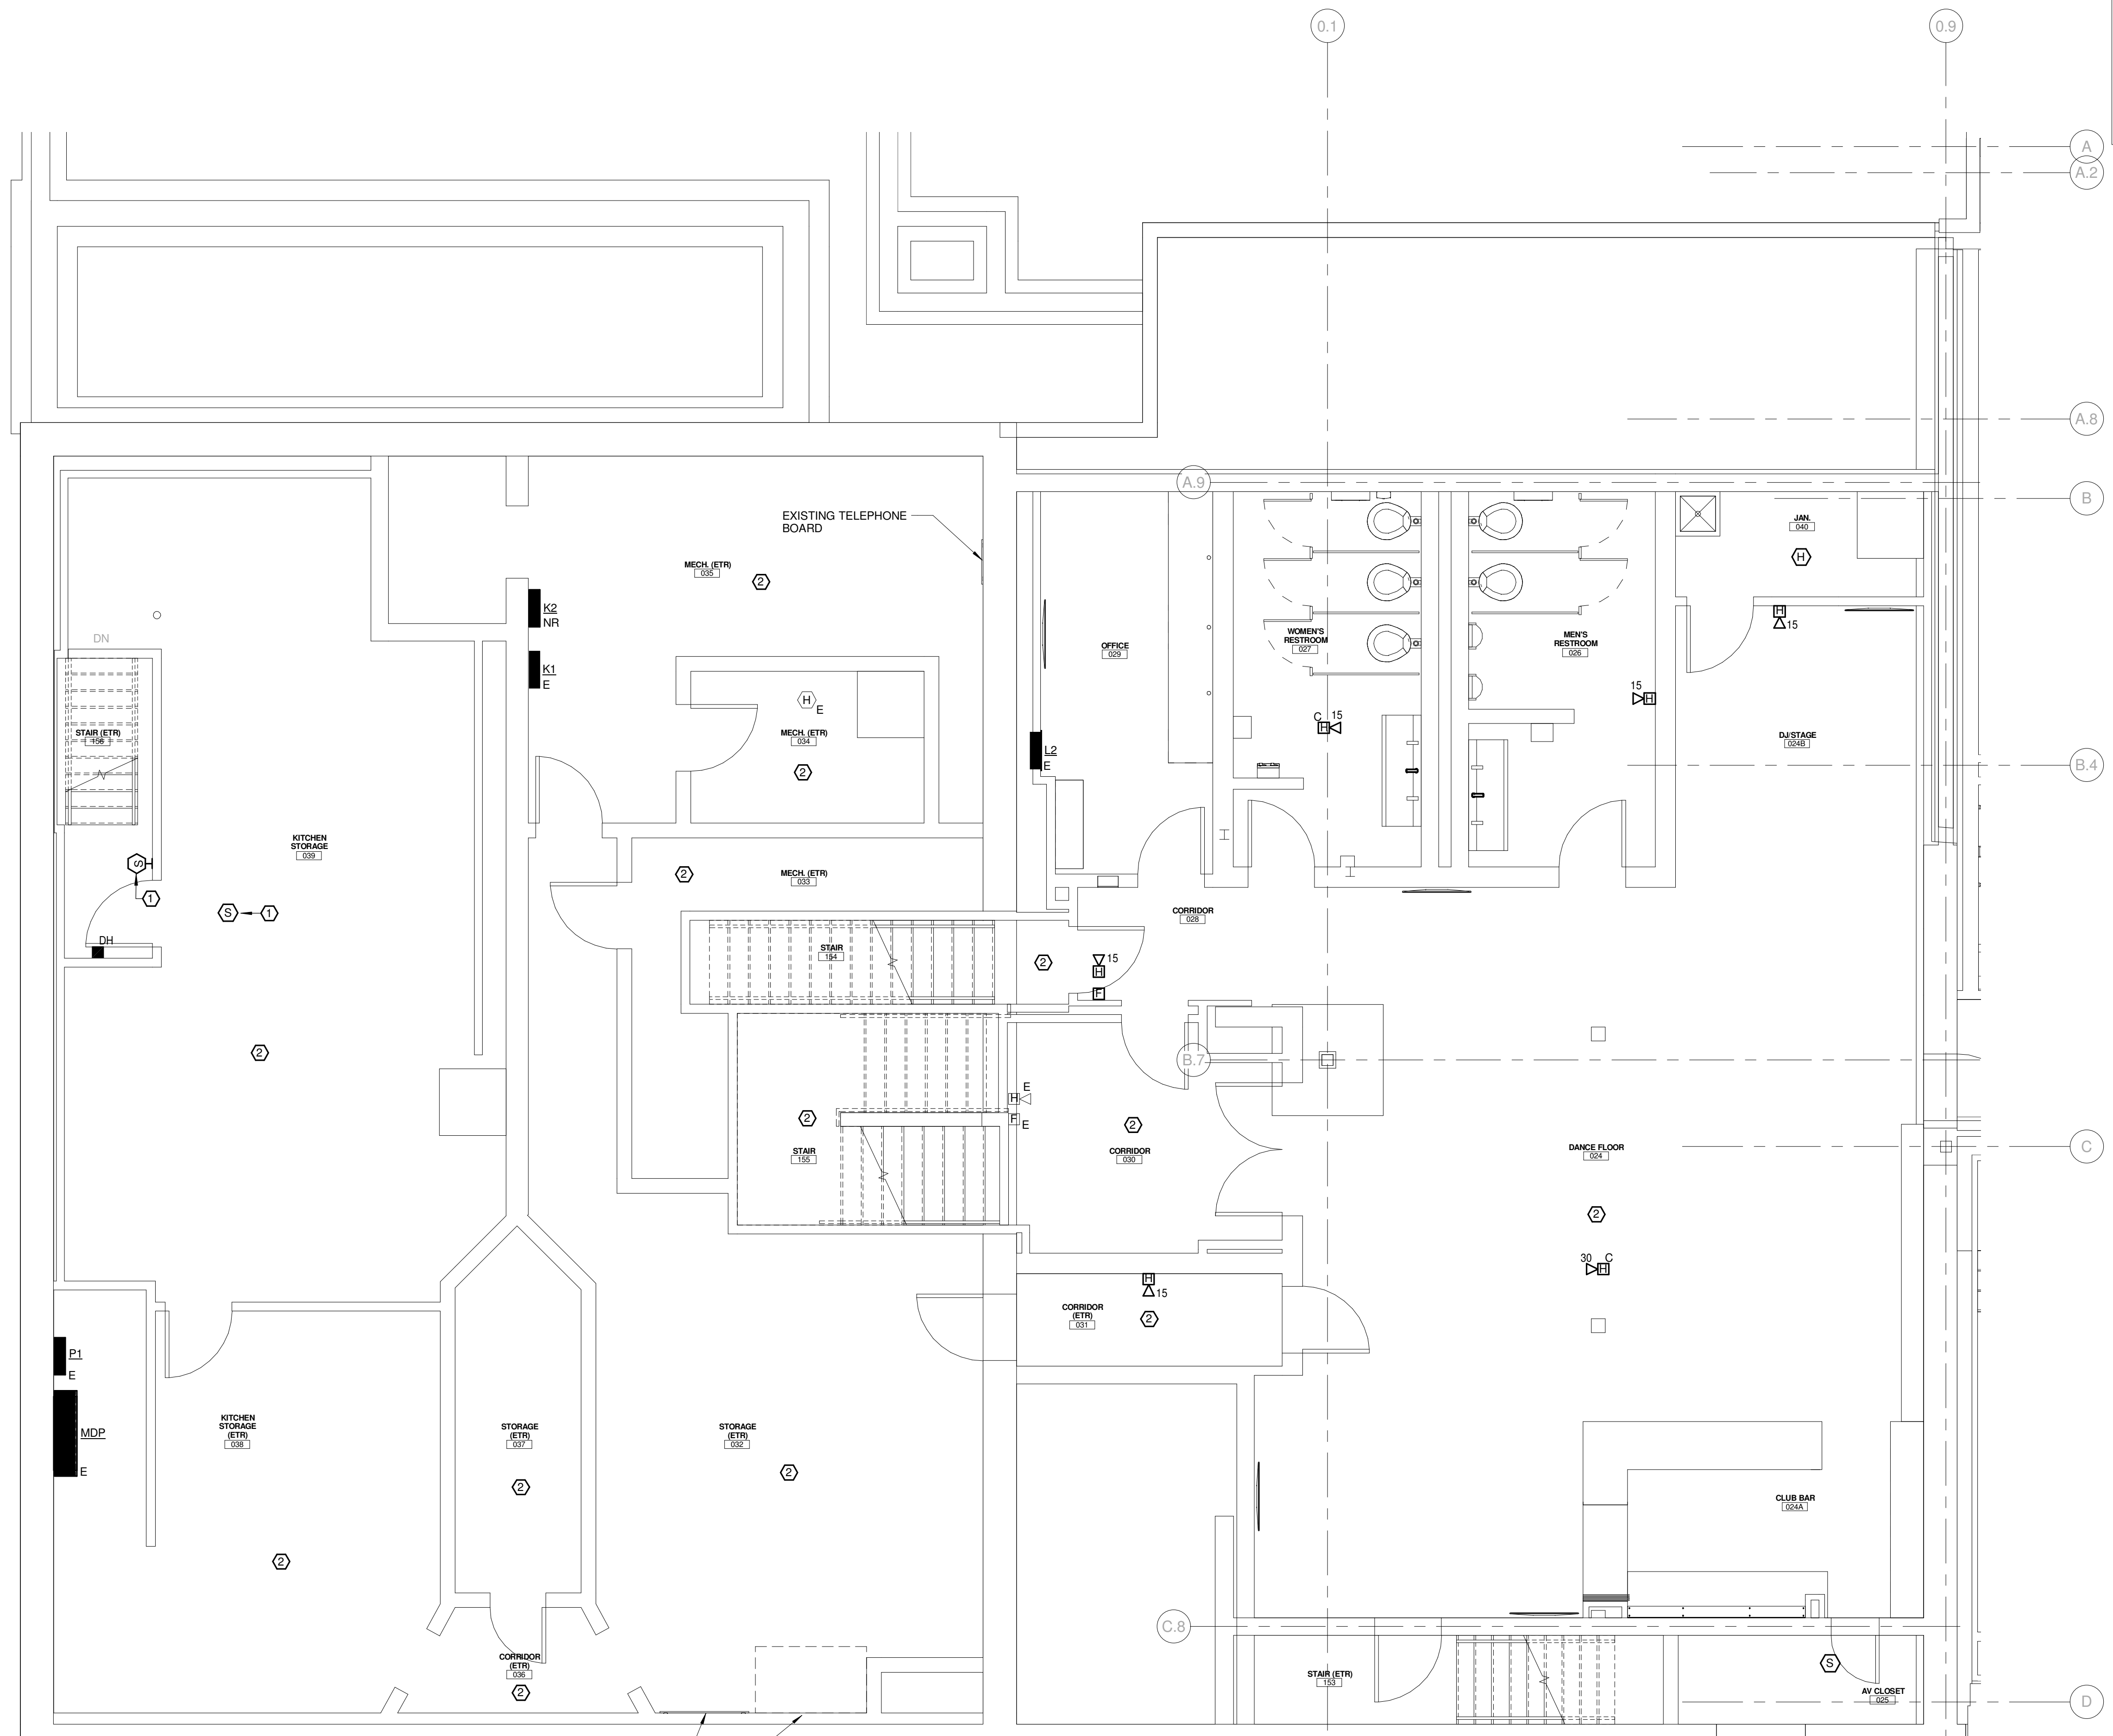 0.1
0.9
A
A.2
A.8
A.9
B
EXISTING TELEPHONE
BOARD
JAN.
040
H
MECH. (ETR)
035
2
K2
NR
H
15
DN
WOMEN'S
RESTROOM
027
MEN'S
RESTROOM
026
OFFICE
029
K1
E
H
E
15
H
C
15
H
STAIR (ETR)
156
MECH. (ETR)
034
2
L2
E
DJ/STAGE
024B
B.4
KITCHEN
STORAGE
039
S
1
MECH. (ETR)
033
2
S
1
CORRIDOR
028
DH
STAIR
154
2
15
H
F
2
B.7
E
H
F
E
2
2
STAIR
155
CORRIDOR
030
DANCE FLOOR
024
C
2
30
C
H
H
15
CORRIDOR
(ETR)
031
2
P1
E
MDP
E
KITCHEN
STORAGE
(ETR)
038
STORAGE
(ETR)
037
STORAGE
(ETR)
032
2
2
CLUB BAR
024A
2
C.8
CORRIDOR
(ETR)
036
2
STAIR (ETR)
153
S
AV CLOSET
025
D